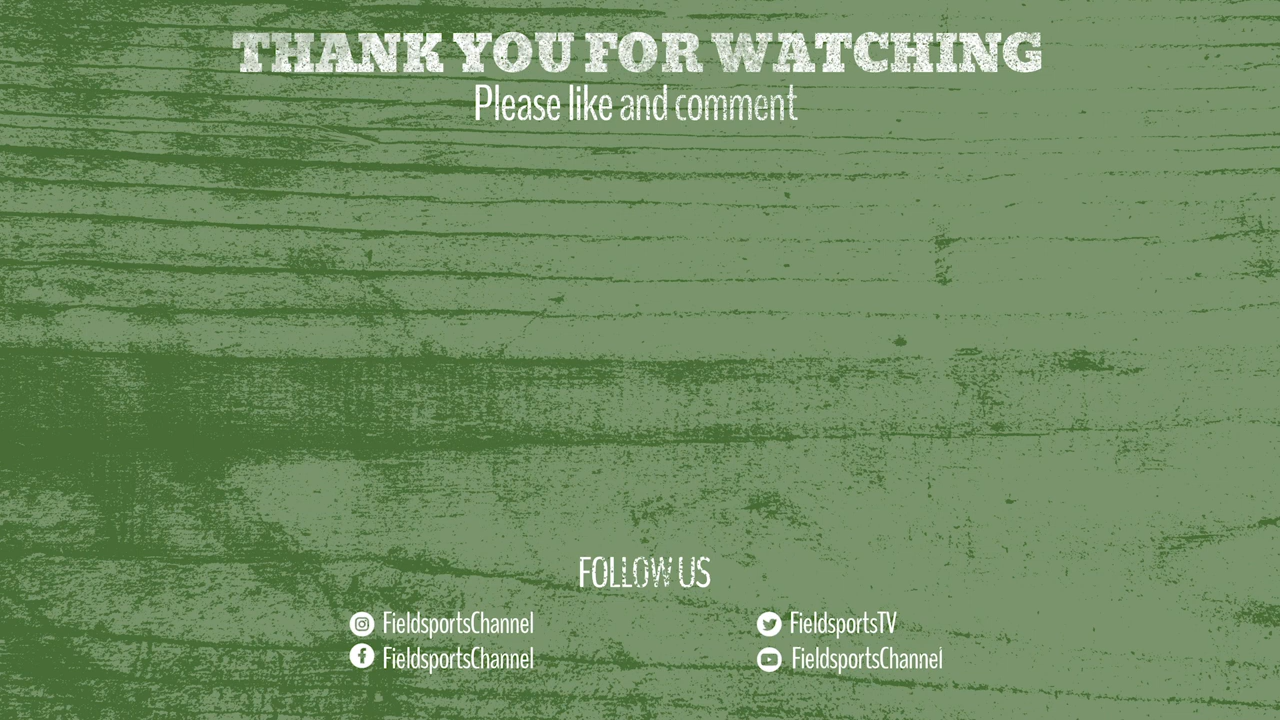 THANK YOU FOR WATCHING
Please like and comment
FOLLOW US
FieldsportsChannel
FieldsportsTV
FieldsportsChannel
FieldsportsChannel